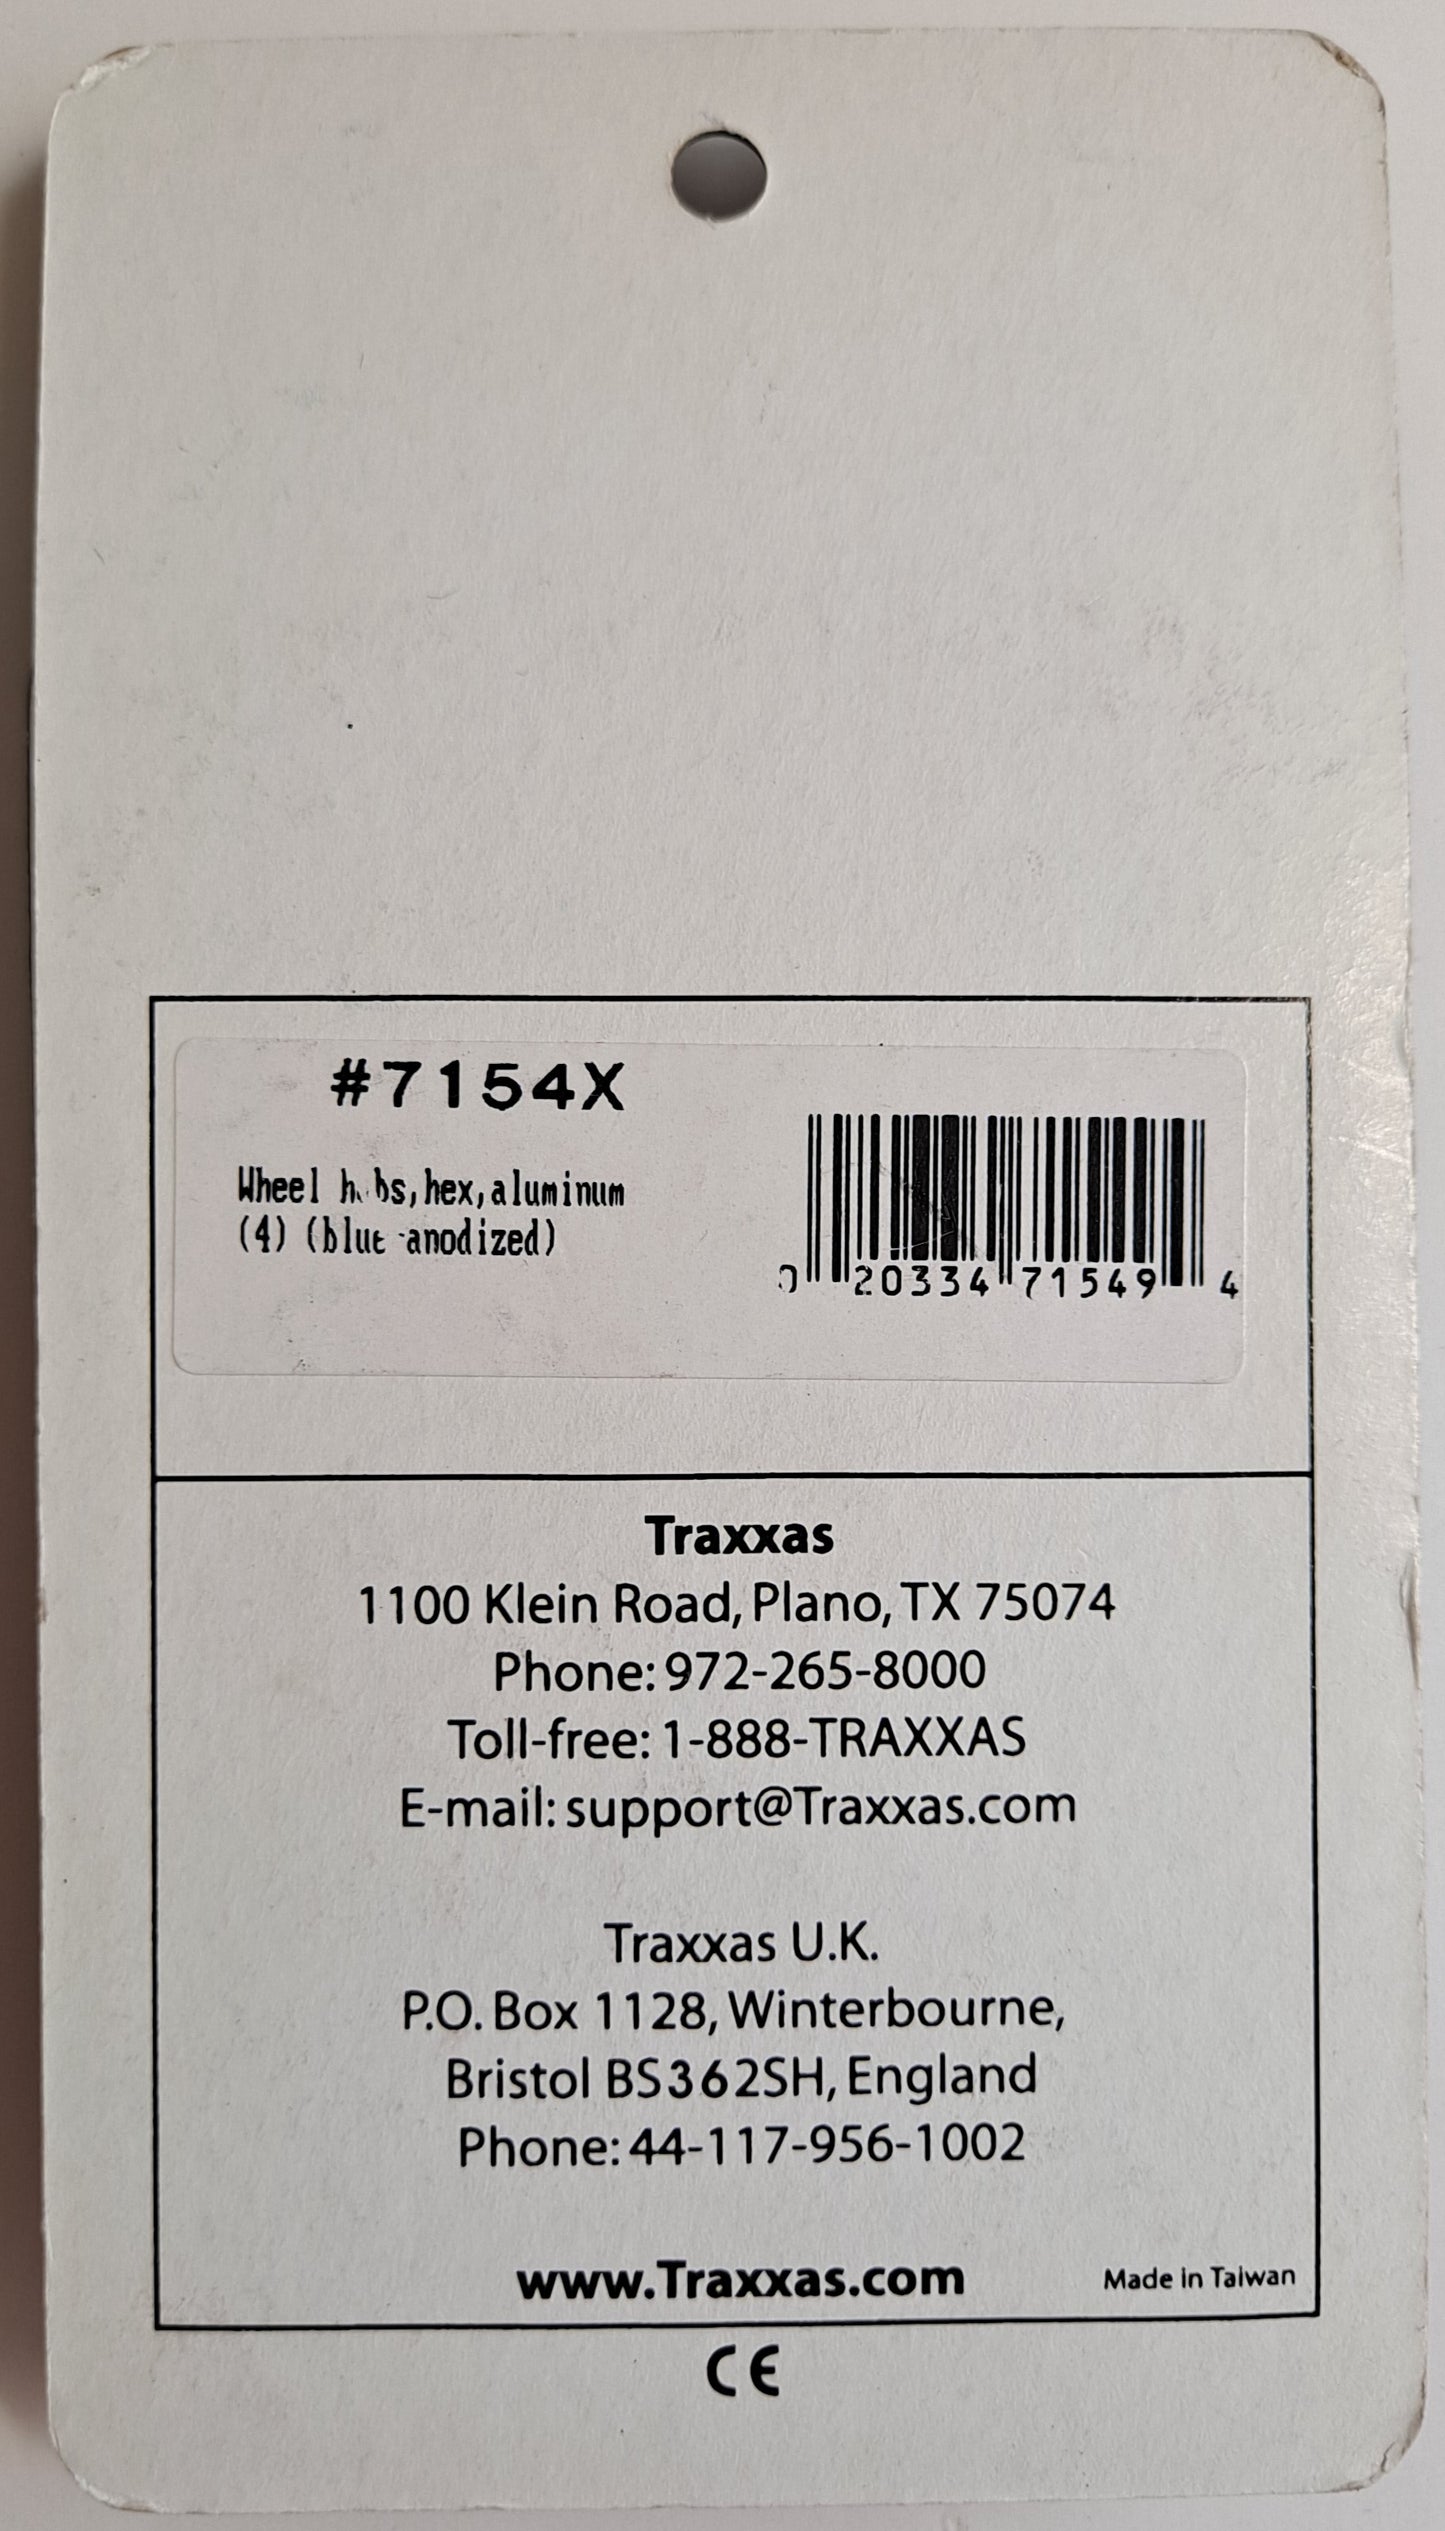 #7154X
Wheel hubs,hex,aluminum
(4) (blue-anodized)
0 20334 71549 4
Traxxas
1100 Klein Road, Plano, TX 75074
Phone: 972-265-8000
Toll-free: 1-888-TRAXXAS
E-mail: support@Traxxas.com
Traxxas U.K.
P.O. Box 1128, Winterbourne,
Bristol BS362SH, England
Phone: 44-117-956-1002
www.Traxxas.com
Made in Taiwan
CE